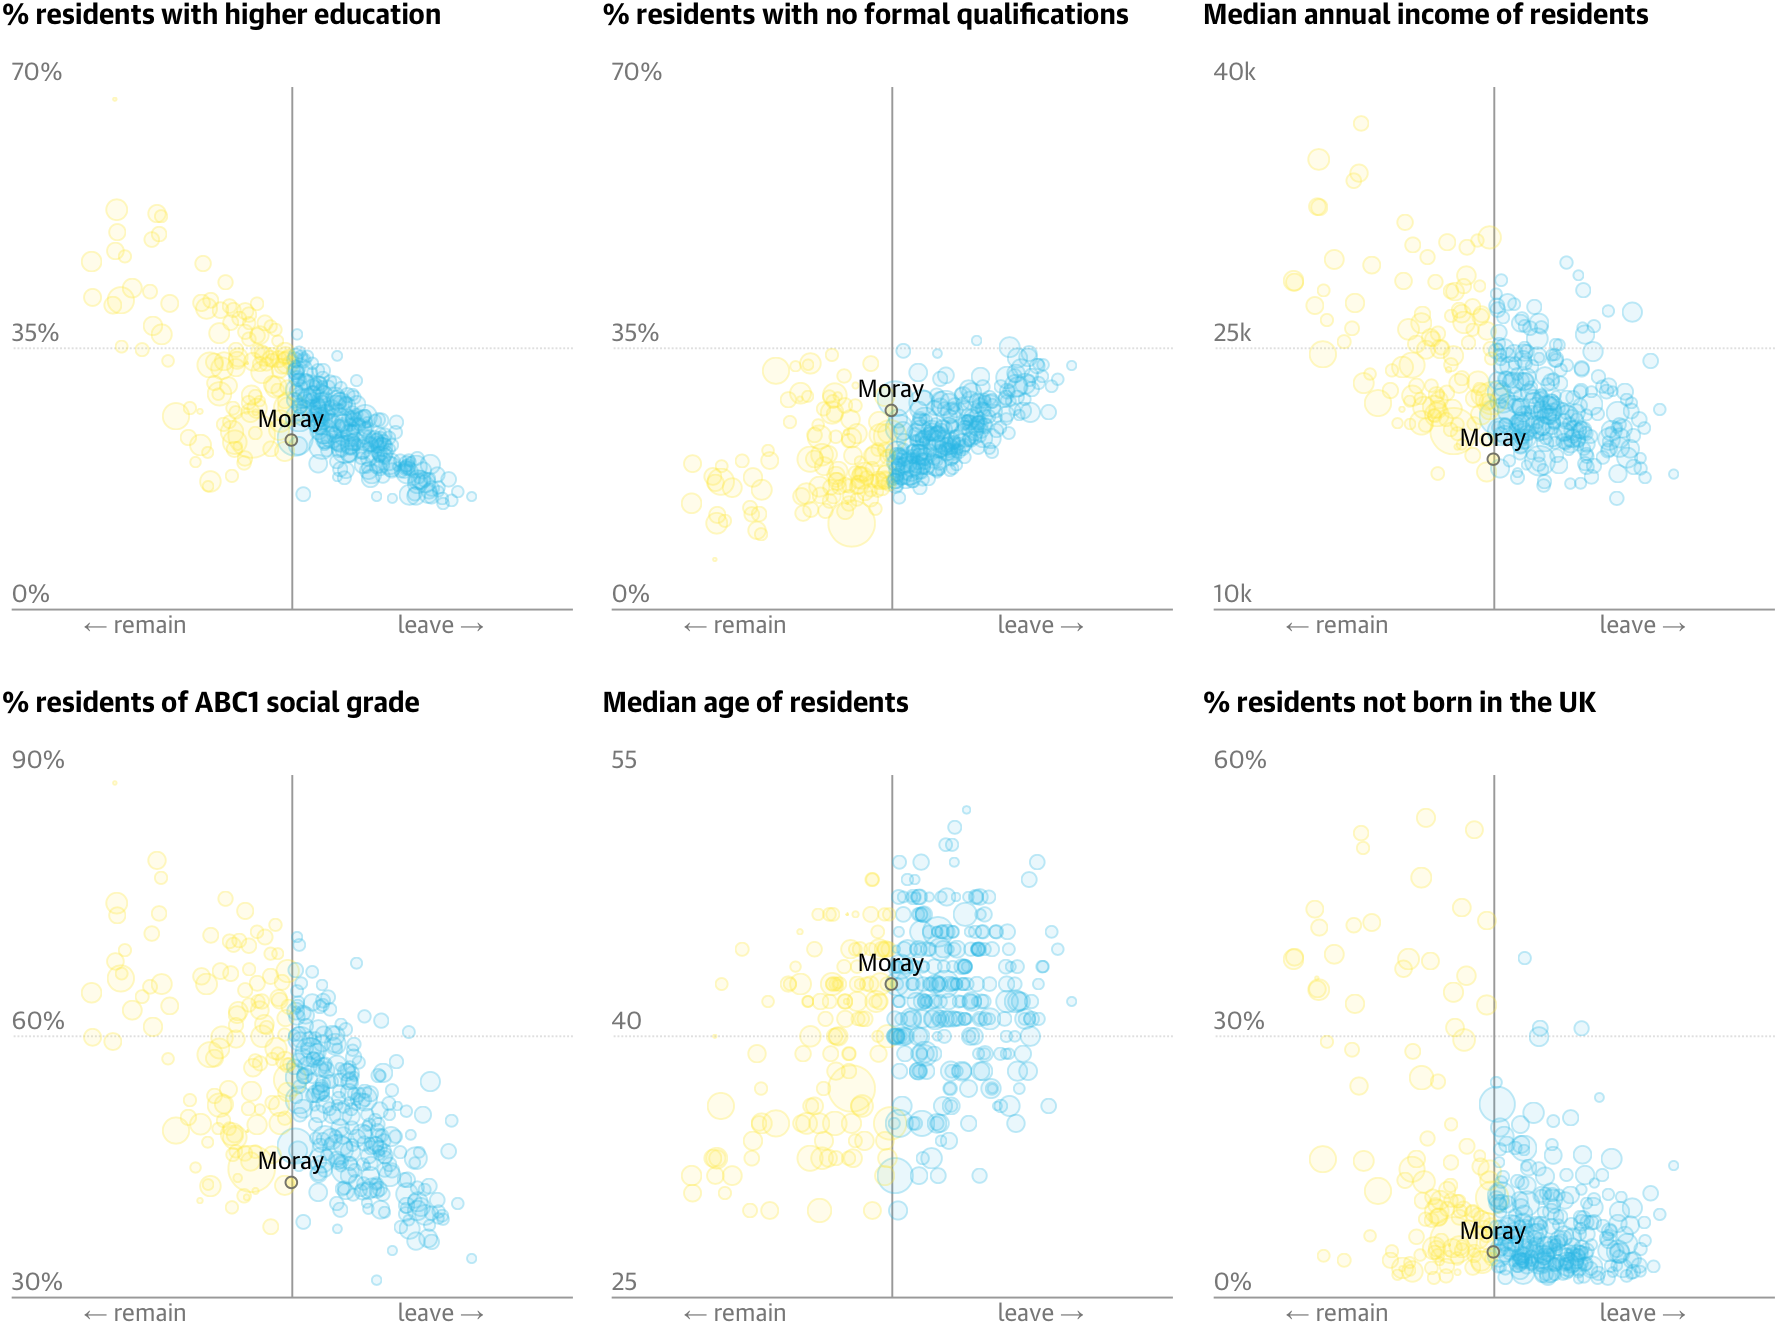 % residents with higher education
70%
35%
Moray
0%
← remain leave →
% residents with no formal qualifications
70%
35%
Moray
0%
← remain leave →
Median annual income of residents
40k
25k
Moray
10k
← remain leave →
% residents of ABC1 social grade
90%
60%
Moray
30%
← remain leave →
Median age of residents
55
Moray
40
25
← remain leave →
% residents not born in the UK
60%
30%
Moray
0%
← remain leave →